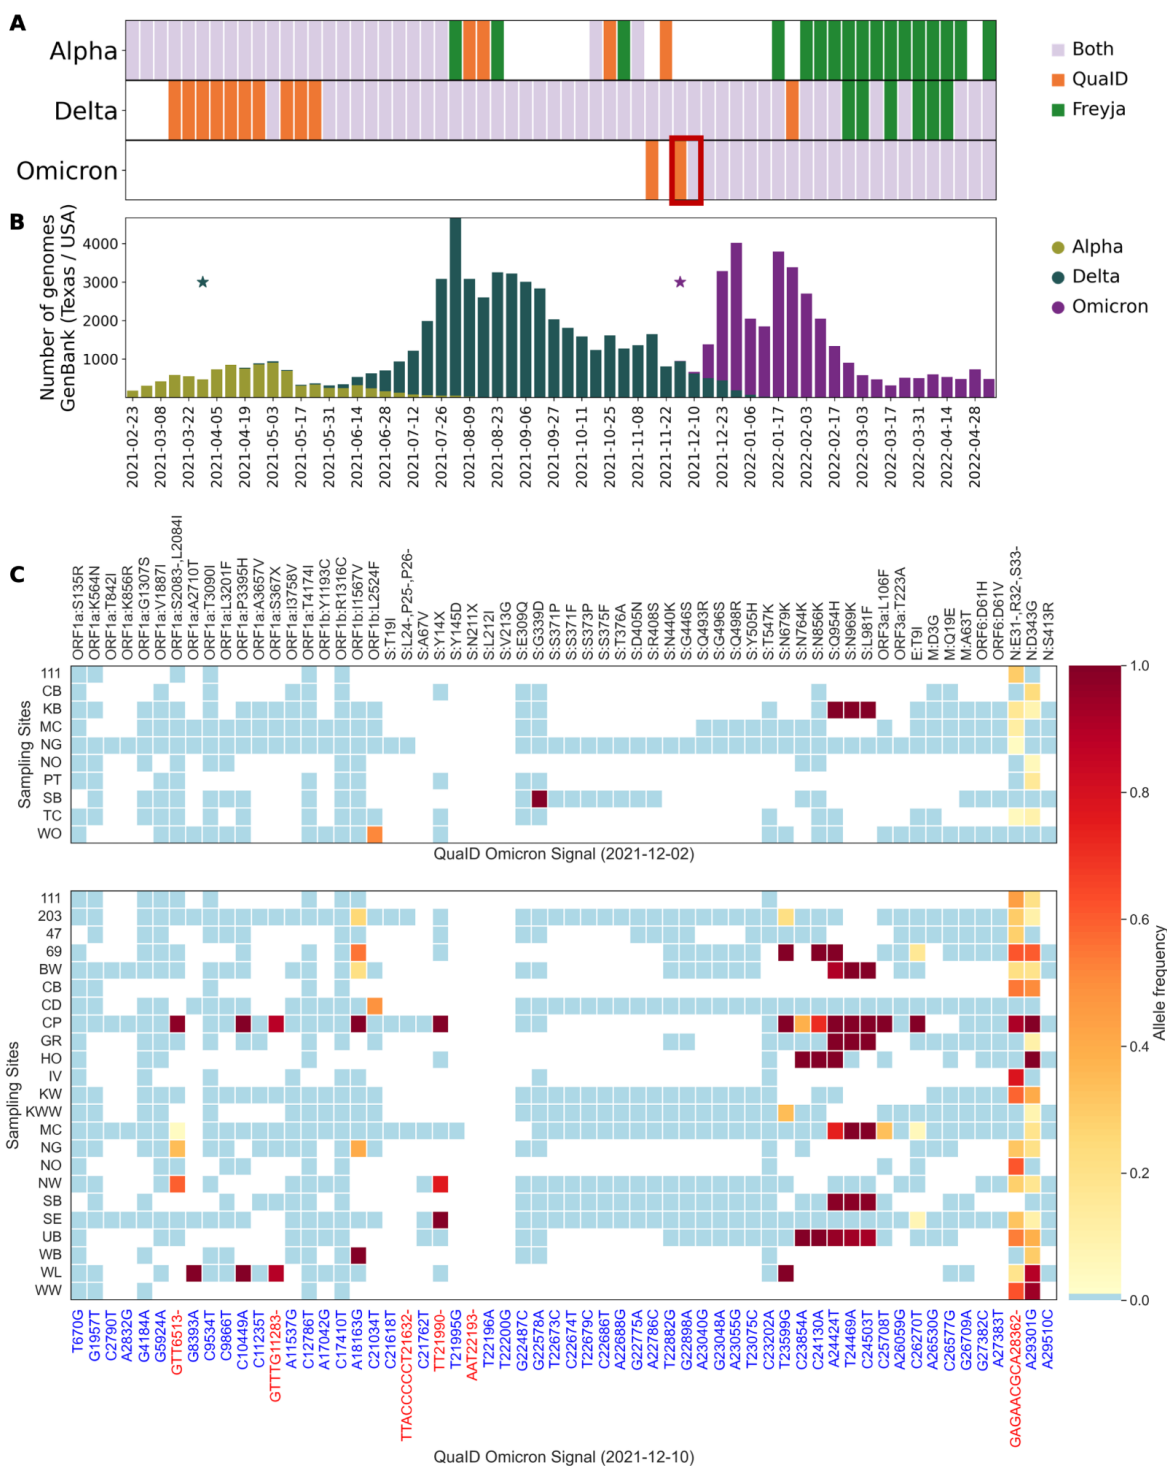 A
Alpha
Delta
Omicron
Both
QuaID
Freyja
B
Number of genomes
GenBank (Texas / USA)
4000
3000
2000
1000
Alpha
Delta
Omicron
2021-02-23
2021-03-08
2021-03-22
2021-04-05
2021-04-19
2021-05-03
2021-05-17
2021-05-31
2021-06-14
2021-06-28
2021-07-12
2021-07-26
2021-08-09
2021-08-23
2021-09-06
2021-09-27
2021-10-11
2021-10-25
2021-11-08
2021-11-22
2021-12-10
2021-12-23
2022-01-06
2022-01-17
2022-02-03
2022-02-17
2022-03-03
2022-03-17
2022-03-31
2022-04-14
2022-04-28
C
ORF1a:S135R
ORF1a:K564N
ORF1a:T842I
ORF1a:K856R
ORF1a:G1307S
ORF1a:V1887I
ORF1a:S2083-,L2084I
ORF1a:A2710T
ORF1a:T3090I
ORF1a:L3201F
ORF1a:P3395H
ORF1a:A3657V
ORF1a:S367X
ORF1a:I3758V
ORF1a:T4174I
ORF1b:Y1193C
ORF1b:R1316C
ORF1b:I1567V
ORF1b:L2524F
S:T19I
S:L24-,P25-,P26-
S:A67V
S:Y14X
S:Y145D
S:N211X
S:L212I
S:V213G
S:E309Q
S:G339D
S:S371P
S:S371F
S:S373P
S:S375F
S:T376A
S:D405N
S:R408S
S:N440K
S:G446S
S:Q493R
S:G496S
S:Q498R
S:Y505H
S:T547K
S:N679K
S:N764K
S:N856K
S:Q954H
S:N969K
S:L981F
ORF3a:L106F
ORF3a:T223A
E:T9I
M:D3G
M:Q19E
M:A63T
ORF6:D61H
ORF6:D61V
N:E31-,R32-,S33-
N:D343G
N:S413R
Sampling Sites
111
CB
KB
MC
NG
NO
PT
SB
TC
WO
QuaID Omicron Signal (2021-12-02)
1.0
0.8
0.6
0.4
0.2
0.0
Allele frequency
Sampling Sites
111
203
47
69
BW
CB
CD
CP
GR
HO
IV
KW
KWW
MC
NG
NO
NW
SB
SE
UB
WB
WL
WW
T670G
G1957T
C2790T
A2832G
G4184A
G5924A
GTT6513-
G8393A
C9534T
C9866T
C10449A
C11235T
GTTTG11283-
A11537G
C12786T
A17042G
C17410T
A18163G
C21034T
C21618T
TTACCCCCT21632-
C21762T
TT21990-
T21995G
AAT22193-
T22196A
T22200G
G22487C
G22578A
T22673C
C22674T
T22679C
C22686T
A22688G
G22775A
A22786C
T22882G
G22898A
A23040G
G23048A
A23055G
T23075C
C23202A
T23599G
C23854A
C24130A
A24424T
T24469A
C24503T
C25708T
A26059G
C26270T
A26530G
C26577G
G26709A
G27382C
A27383T
GAGAACGCA28362-
A29301G
A29510C
QuaID Omicron Signal (2021-12-10)